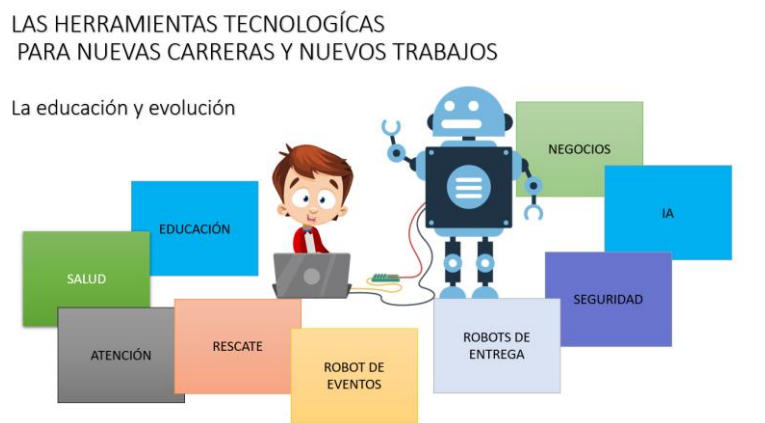 LAS HERRAMIENTAS TECNOLOGÍCAS
PARA NUEVAS CARRERAS Y NUEVOS TRABAJOS
La educación y evolución
NEGOCIOS
IA
EDUCACIÓN
SALUD
SEGURIDAD
ATENCIÓN
RESCATE
ROBOT DE
EVENTOS
ROBOTS DE
ENTREGA